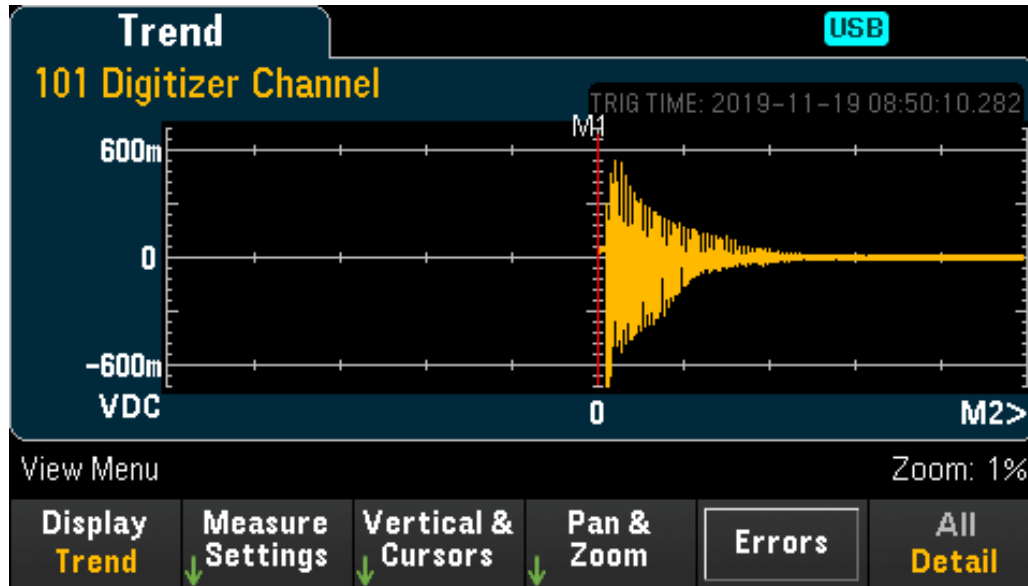 Trend
USB
101 Digitizer Channel
TRIG TIME: 2019-11-19 08:50:10.282
M1
600m
0
-600m
VDC
0
M2>
View Menu
Zoom: 1%
Display
Trend
Measure
Settings
Vertical &
Cursors
Pan &
Zoom
Errors
All
Detail